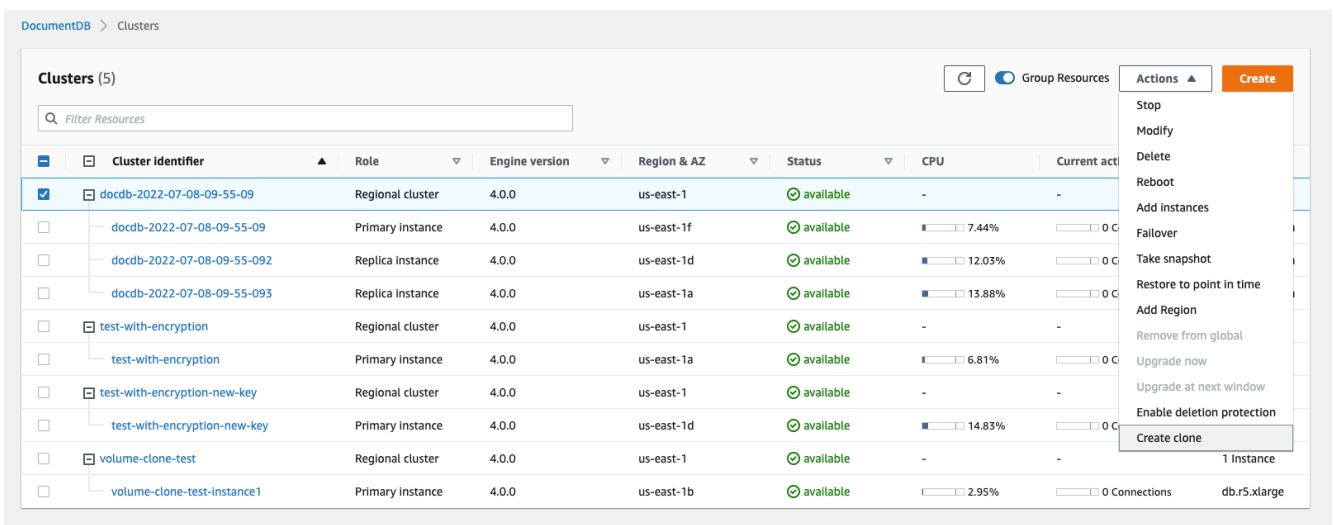 DocumentDB > Clusters
Clusters (5)
Group Resources
Actions
Create
Filter Resources
Stop
Modify
Delete
Reboot
Add instances
Failover
Take snapshot
Restore to point in time
Add Region
Remove from global
Upgrade now
Upgrade at next window
Enable deletion protection
Create clone
Cluster identifier Role Engine version Region & AZ Status CPU
docdb-2022-07-08-09-55-09 Regional cluster 4.0.0 us-east-1 available - -
docdb-2022-07-08-09-55-09 Primary instance 4.0.0 us-east-1f available 7.44% 0
docdb-2022-07-08-09-55-092 Replica instance 4.0.0 us-east-1d available 12.03% 0
docdb-2022-07-08-09-55-093 Replica instance 4.0.0 us-east-1a available 13.88% 0
test-with-encryption Regional cluster 4.0.0 us-east-1 available - -
test-with-encryption Primary instance 4.0.0 us-east-1a available 6.81% 0
test-with-encryption-new-key Regional cluster 4.0.0 us-east-1 available - -
test-with-encryption-new-key Primary instance 4.0.0 us-east-1d available 14.83% 0
volume-clone-test Regional cluster 4.0.0 us-east-1 available - - 1 Instance
volume-clone-test-instance1 Primary instance 4.0.0 us-east-1b available 2.95% 0 Connections db.r5.xlarge